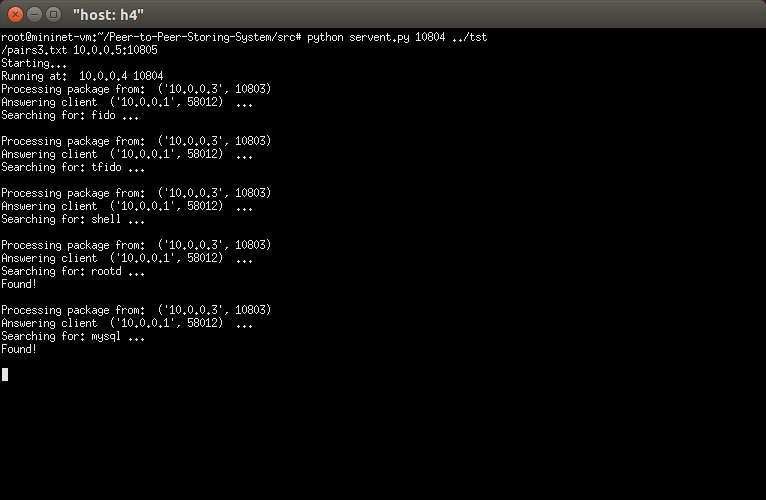 "host: h4"
root@mininet-vm:~/Peer-to-Peer-Storing-System/src# python servent.py 10804 ../tst
/pairs3.txt 10.0.0.5:10805
Starting...
Running at:  10.0.0.4 10804
Processing package from:  ('10.0.0.3', 10803)
Answering client  ('10.0.0.1', 58012)  ...
Searching for: fido ...

Processing package from:  ('10.0.0.3', 10803)
Answering client  ('10.0.0.1', 58012)  ...
Searching for: tfido ...

Processing package from:  ('10.0.0.3', 10803)
Answering client  ('10.0.0.1', 58012)  ...
Searching for: shell ...

Processing package from:  ('10.0.0.3', 10803)
Answering client  ('10.0.0.1', 58012)  ...
Searching for: rootd ...
Found!

Processing package from:  ('10.0.0.3', 10803)
Answering client  ('10.0.0.1', 58012)  ...
Searching for: mysql ...
Found!